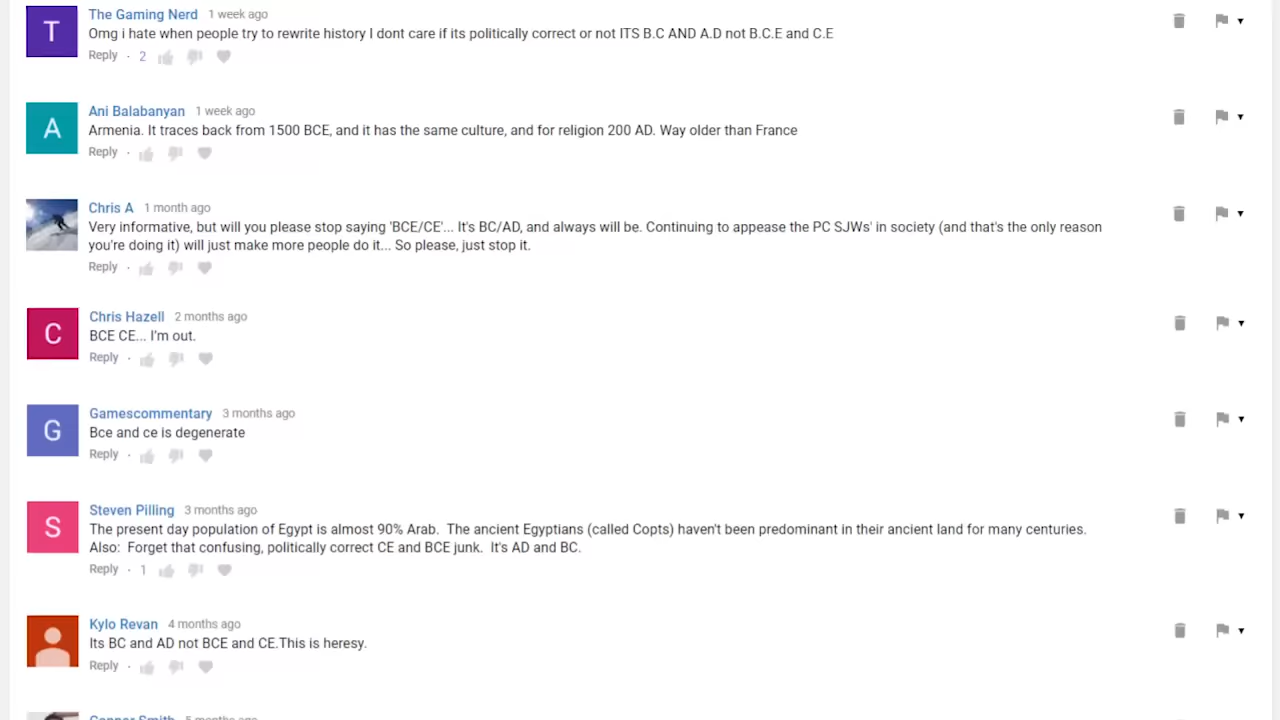 T
The Gaming Nerd 1 week ago
Omg i hate when people try to rewrite history I dont care if its politically correct or not ITS B.C AND A.D not B.C.E and C.E
Reply · 2
A
Ani Balabanyan 1 week ago
Armenia. It traces back from 1500 BCE, and it has the same culture, and for religion 200 AD. Way older than France
Reply ·
Chris A 1 month ago
Very informative, but will you please stop saying 'BCE/CE'... It's BC/AD, and always will be. Continuing to appease the PC SJWs' in society (and that's the only reason
you're doing it) will just make more people do it... So please, just stop it.
Reply ·
C
Chris Hazell 2 months ago
BCE CE... I'm out.
Reply ·
G
Gamescommentary 3 months ago
Bce and ce is degenerate
Reply ·
S
Steven Pilling 3 months ago
The present day population of Egypt is almost 90% Arab. The ancient Egyptians (called Copts) haven't been predominant in their ancient land for many centuries.
Also: Forget that confusing, politically correct CE and BCE junk. It's AD and BC.
Reply · 1
Kylo Revan 4 months ago
Its BC and AD not BCE and CE.This is heresy.
Reply ·
Connor Smith 5 months ago